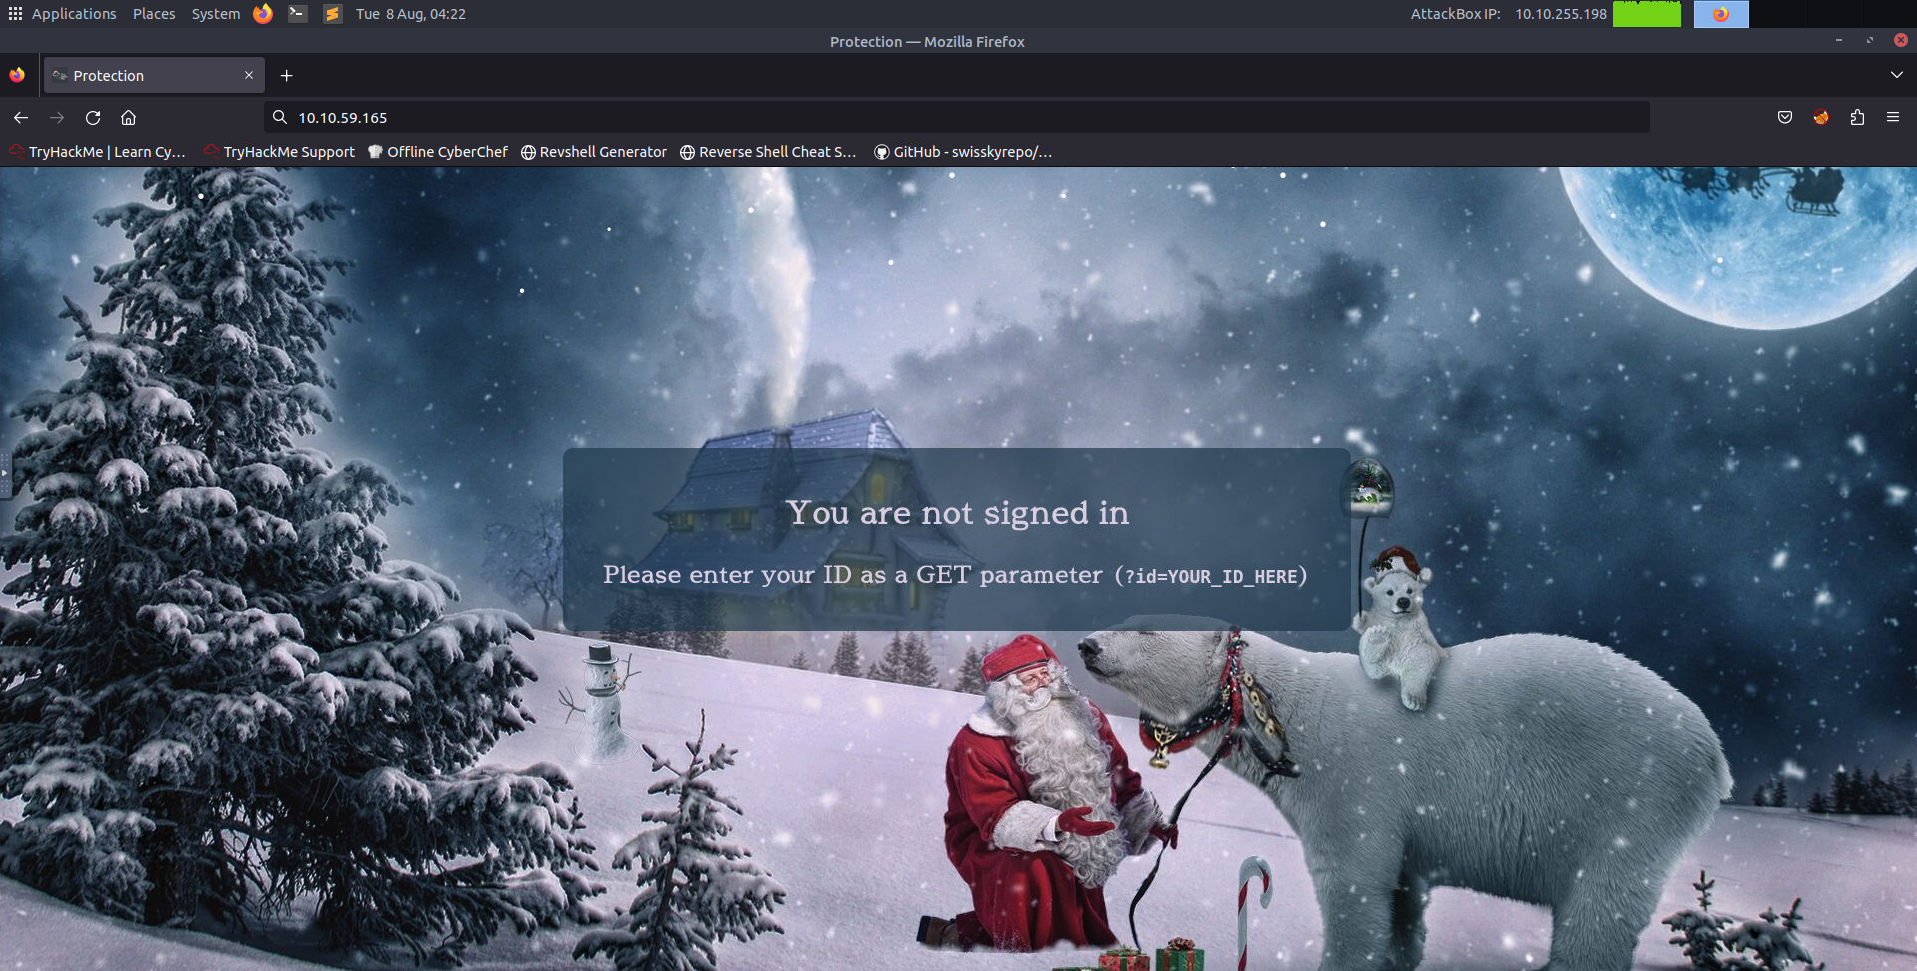 Applications Places System Tue 8 Aug, 04:22 AttackBox IP: 10.10.255.198
Protection — Mozilla Firefox
Protection
10.10.59.165
TryHackMe | Learn Cy... TryHackMe Support Offline CyberChef Revshell Generator Reverse Shell Cheat S... GitHub - swisskyrepo/...
You are not signed in
Please enter your ID as a GET parameter (?id=YOUR_ID_HERE)